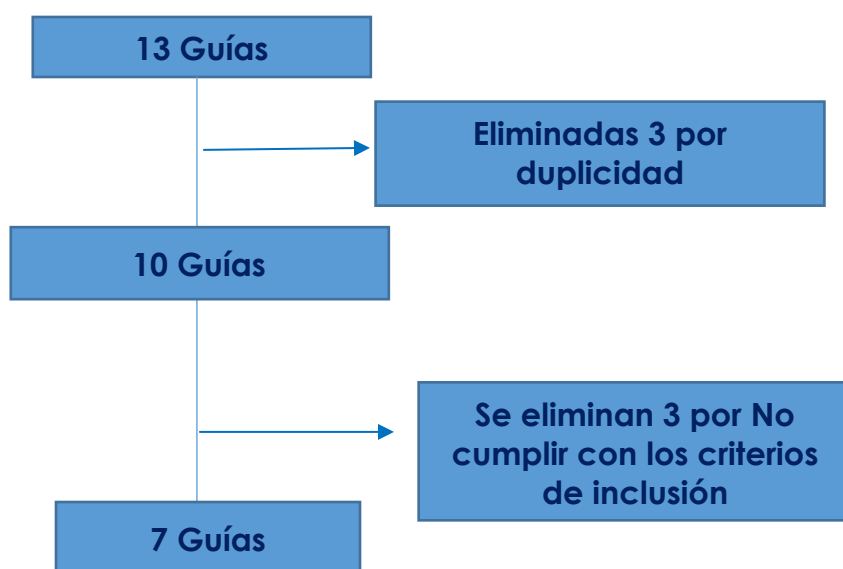 13 Guías
Eliminadas 3 por
duplicidad
10 Guías
Se eliminan 3 por No
cumplir con los criterios
de inclusión
7 Guías